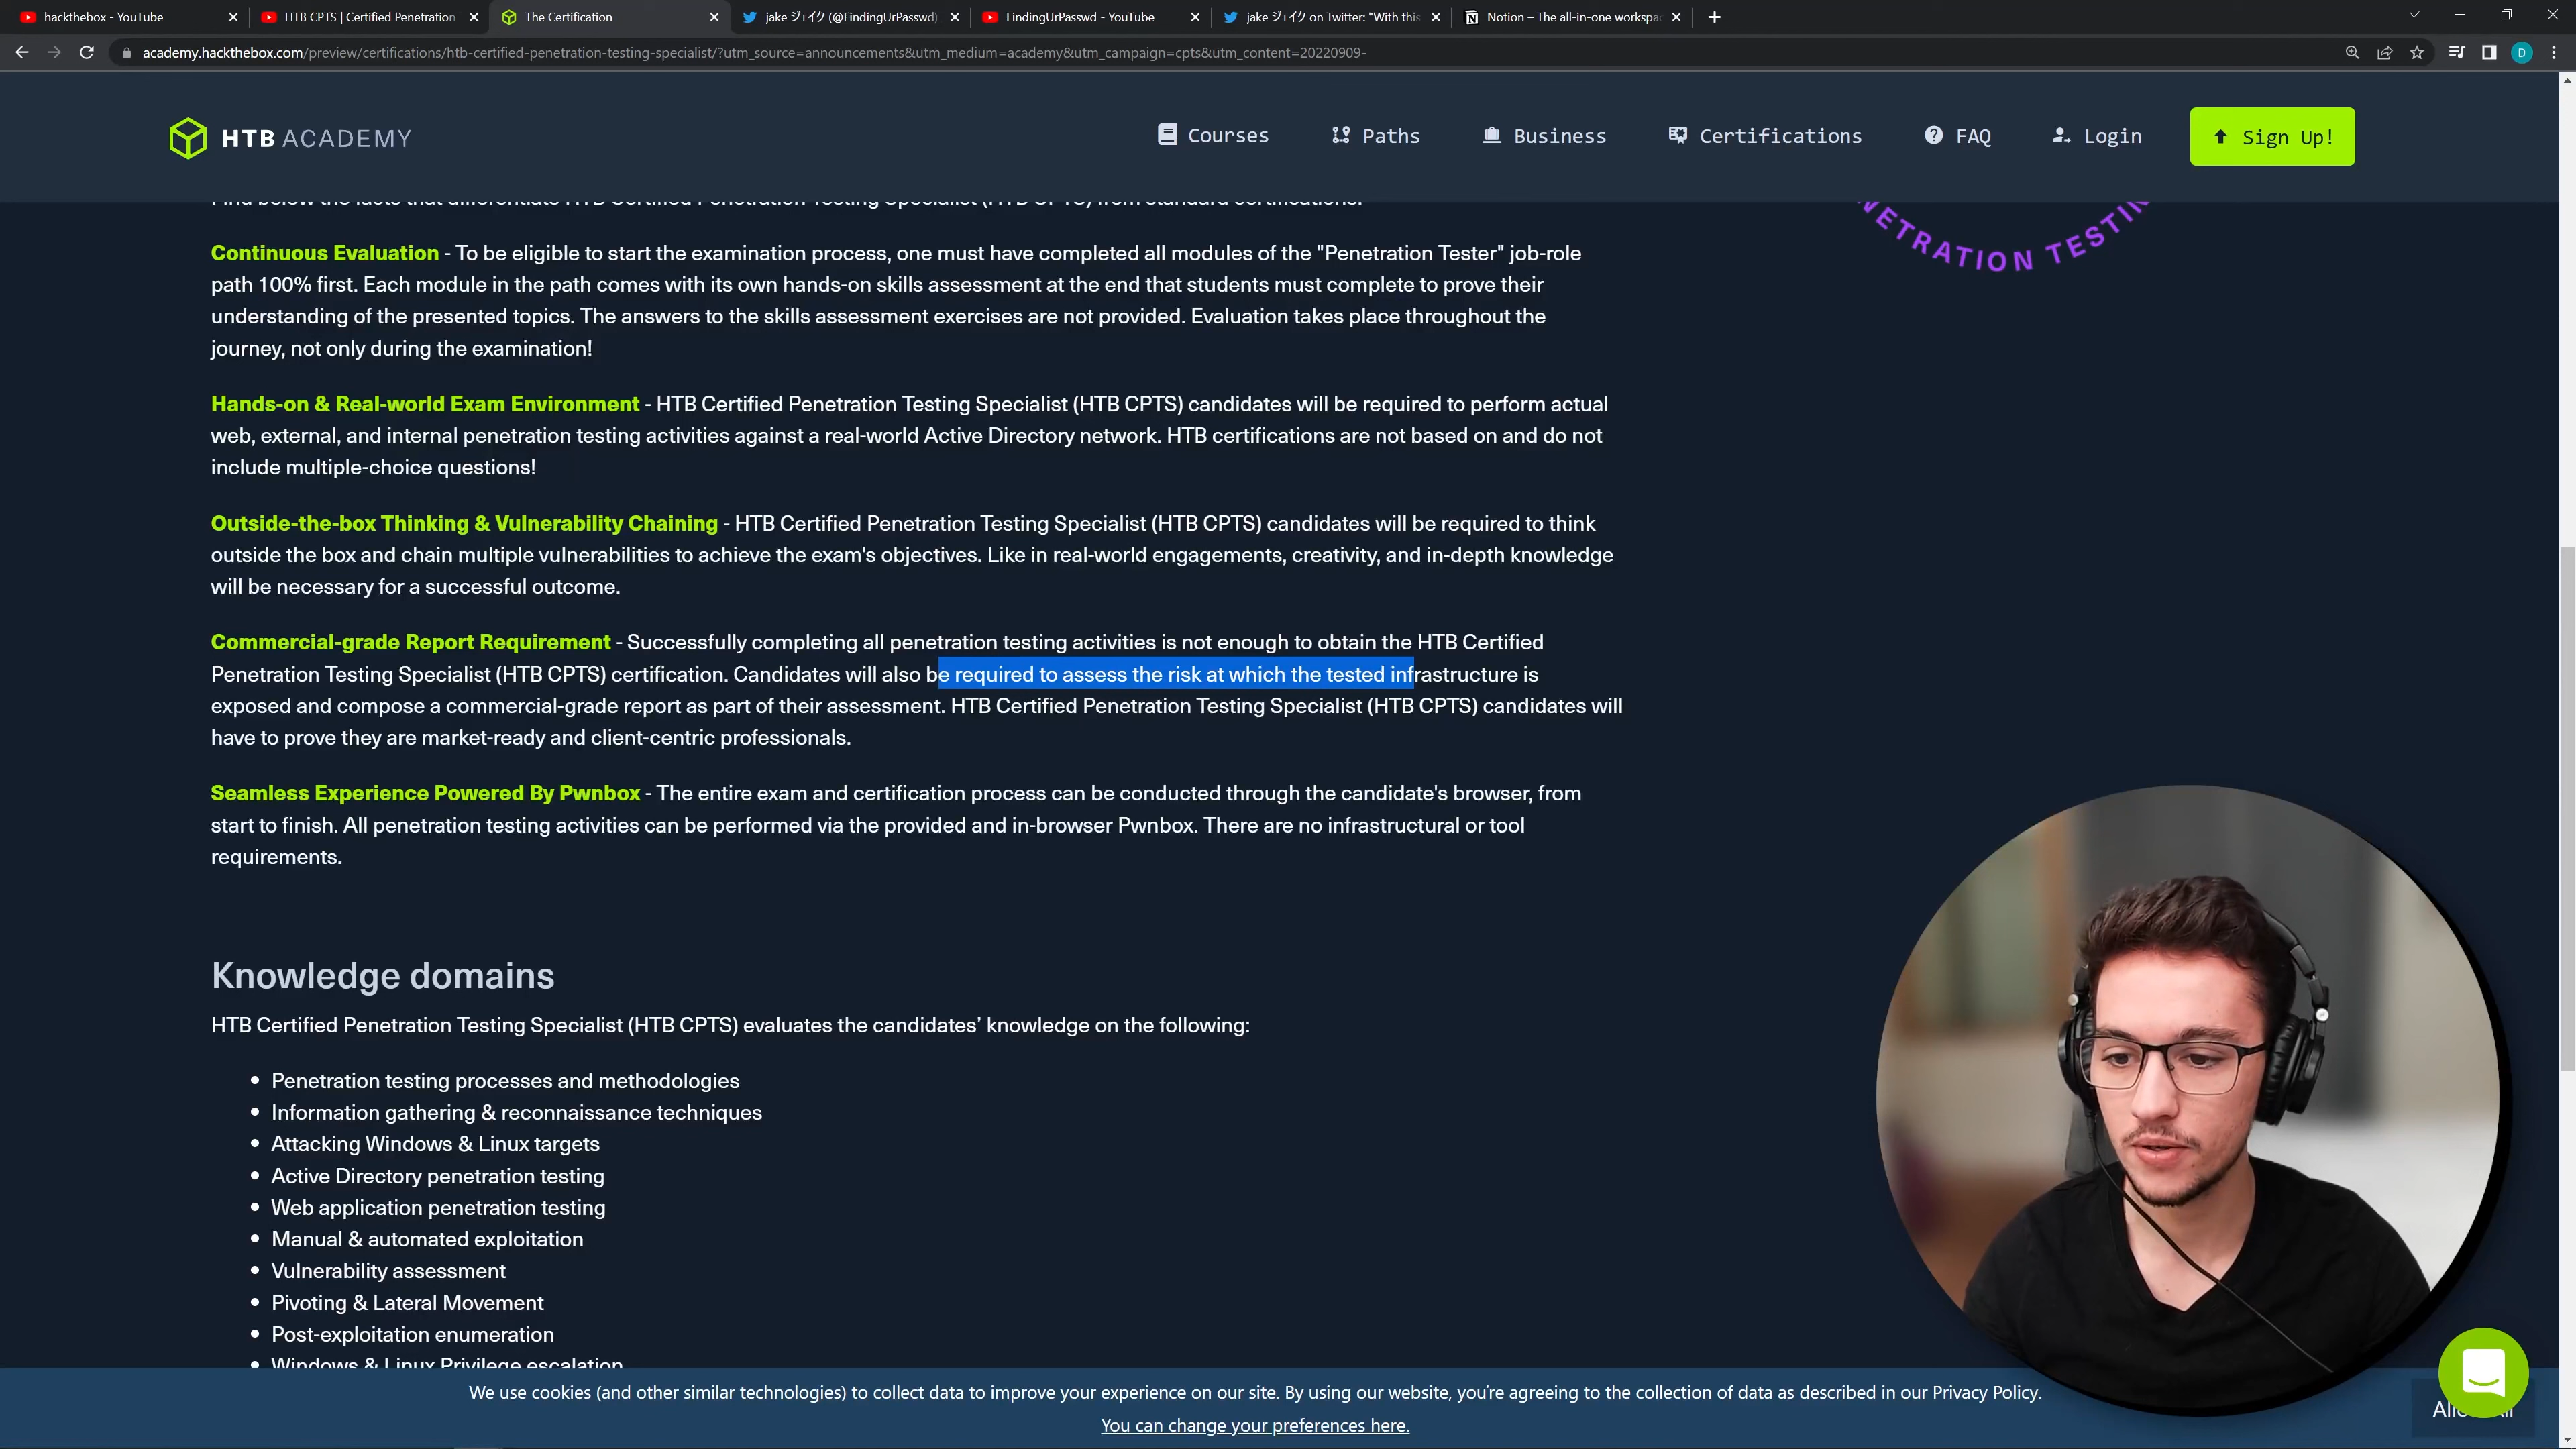 hackthebox - YouTube
HTB CPTS | Certified Penetration
The Certification
jake ジェイク (@FindingUrPasswd)
FindingUrPasswd - YouTube
jake ジェイク on Twitter: "With this
Notion – The all-in-one workspac
academy.hackthebox.com/preview/certifications/htb-certified-penetration-testing-specialist/?utm_source=announcements&utm_medium=academy&utm_campaign=cpts&utm_content=20220909-
D
HTB ACADEMY
Courses
Paths
Business
Certifications
FAQ
Login
Sign Up!
Find below the facts that differentiate HTB Certified Penetration Testing Specialist (HTB CPTS) from standard certifications.
NETRATION TESTIN
Continuous Evaluation - To be eligible to start the examination process, one must have completed all modules of the "Penetration Tester" job-role
path 100% first. Each module in the path comes with its own hands-on skills assessment at the end that students must complete to prove their
understanding of the presented topics. The answers to the skills assessment exercises are not provided. Evaluation takes place throughout the
journey, not only during the examination!
Hands-on & Real-world Exam Environment - HTB Certified Penetration Testing Specialist (HTB CPTS) candidates will be required to perform actual
web, external, and internal penetration testing activities against a real-world Active Directory network. HTB certifications are not based on and do not
include multiple-choice questions!
Outside-the-box Thinking & Vulnerability Chaining - HTB Certified Penetration Testing Specialist (HTB CPTS) candidates will be required to think
outside the box and chain multiple vulnerabilities to achieve the exam's objectives. Like in real-world engagements, creativity, and in-depth knowledge
will be necessary for a successful outcome.
Commercial-grade Report Requirement - Successfully completing all penetration testing activities is not enough to obtain the HTB Certified
Penetration Testing Specialist (HTB CPTS) certification. Candidates will also be required to assess the risk at which the tested infrastructure is
exposed and compose a commercial-grade report as part of their assessment. HTB Certified Penetration Testing Specialist (HTB CPTS) candidates will
have to prove they are market-ready and client-centric professionals.
Seamless Experience Powered By Pwnbox - The entire exam and certification process can be conducted through the candidate's browser, from
start to finish. All penetration testing activities can be performed via the provided and in-browser Pwnbox. There are no infrastructural or tool
requirements.
Knowledge domains
HTB Certified Penetration Testing Specialist (HTB CPTS) evaluates the candidates' knowledge on the following:
• Penetration testing processes and methodologies
• Information gathering & reconnaissance techniques
• Attacking Windows & Linux targets
• Active Directory penetration testing
• Web application penetration testing
• Manual & automated exploitation
• Vulnerability assessment
• Pivoting & Lateral Movement
• Post-exploitation enumeration
• Windows & Linux Privilege escalation
We use cookies (and other similar technologies) to collect data to improve your experience on our site. By using our website, you're agreeing to the collection of data as described in our Privacy Policy.
You can change your preferences here.